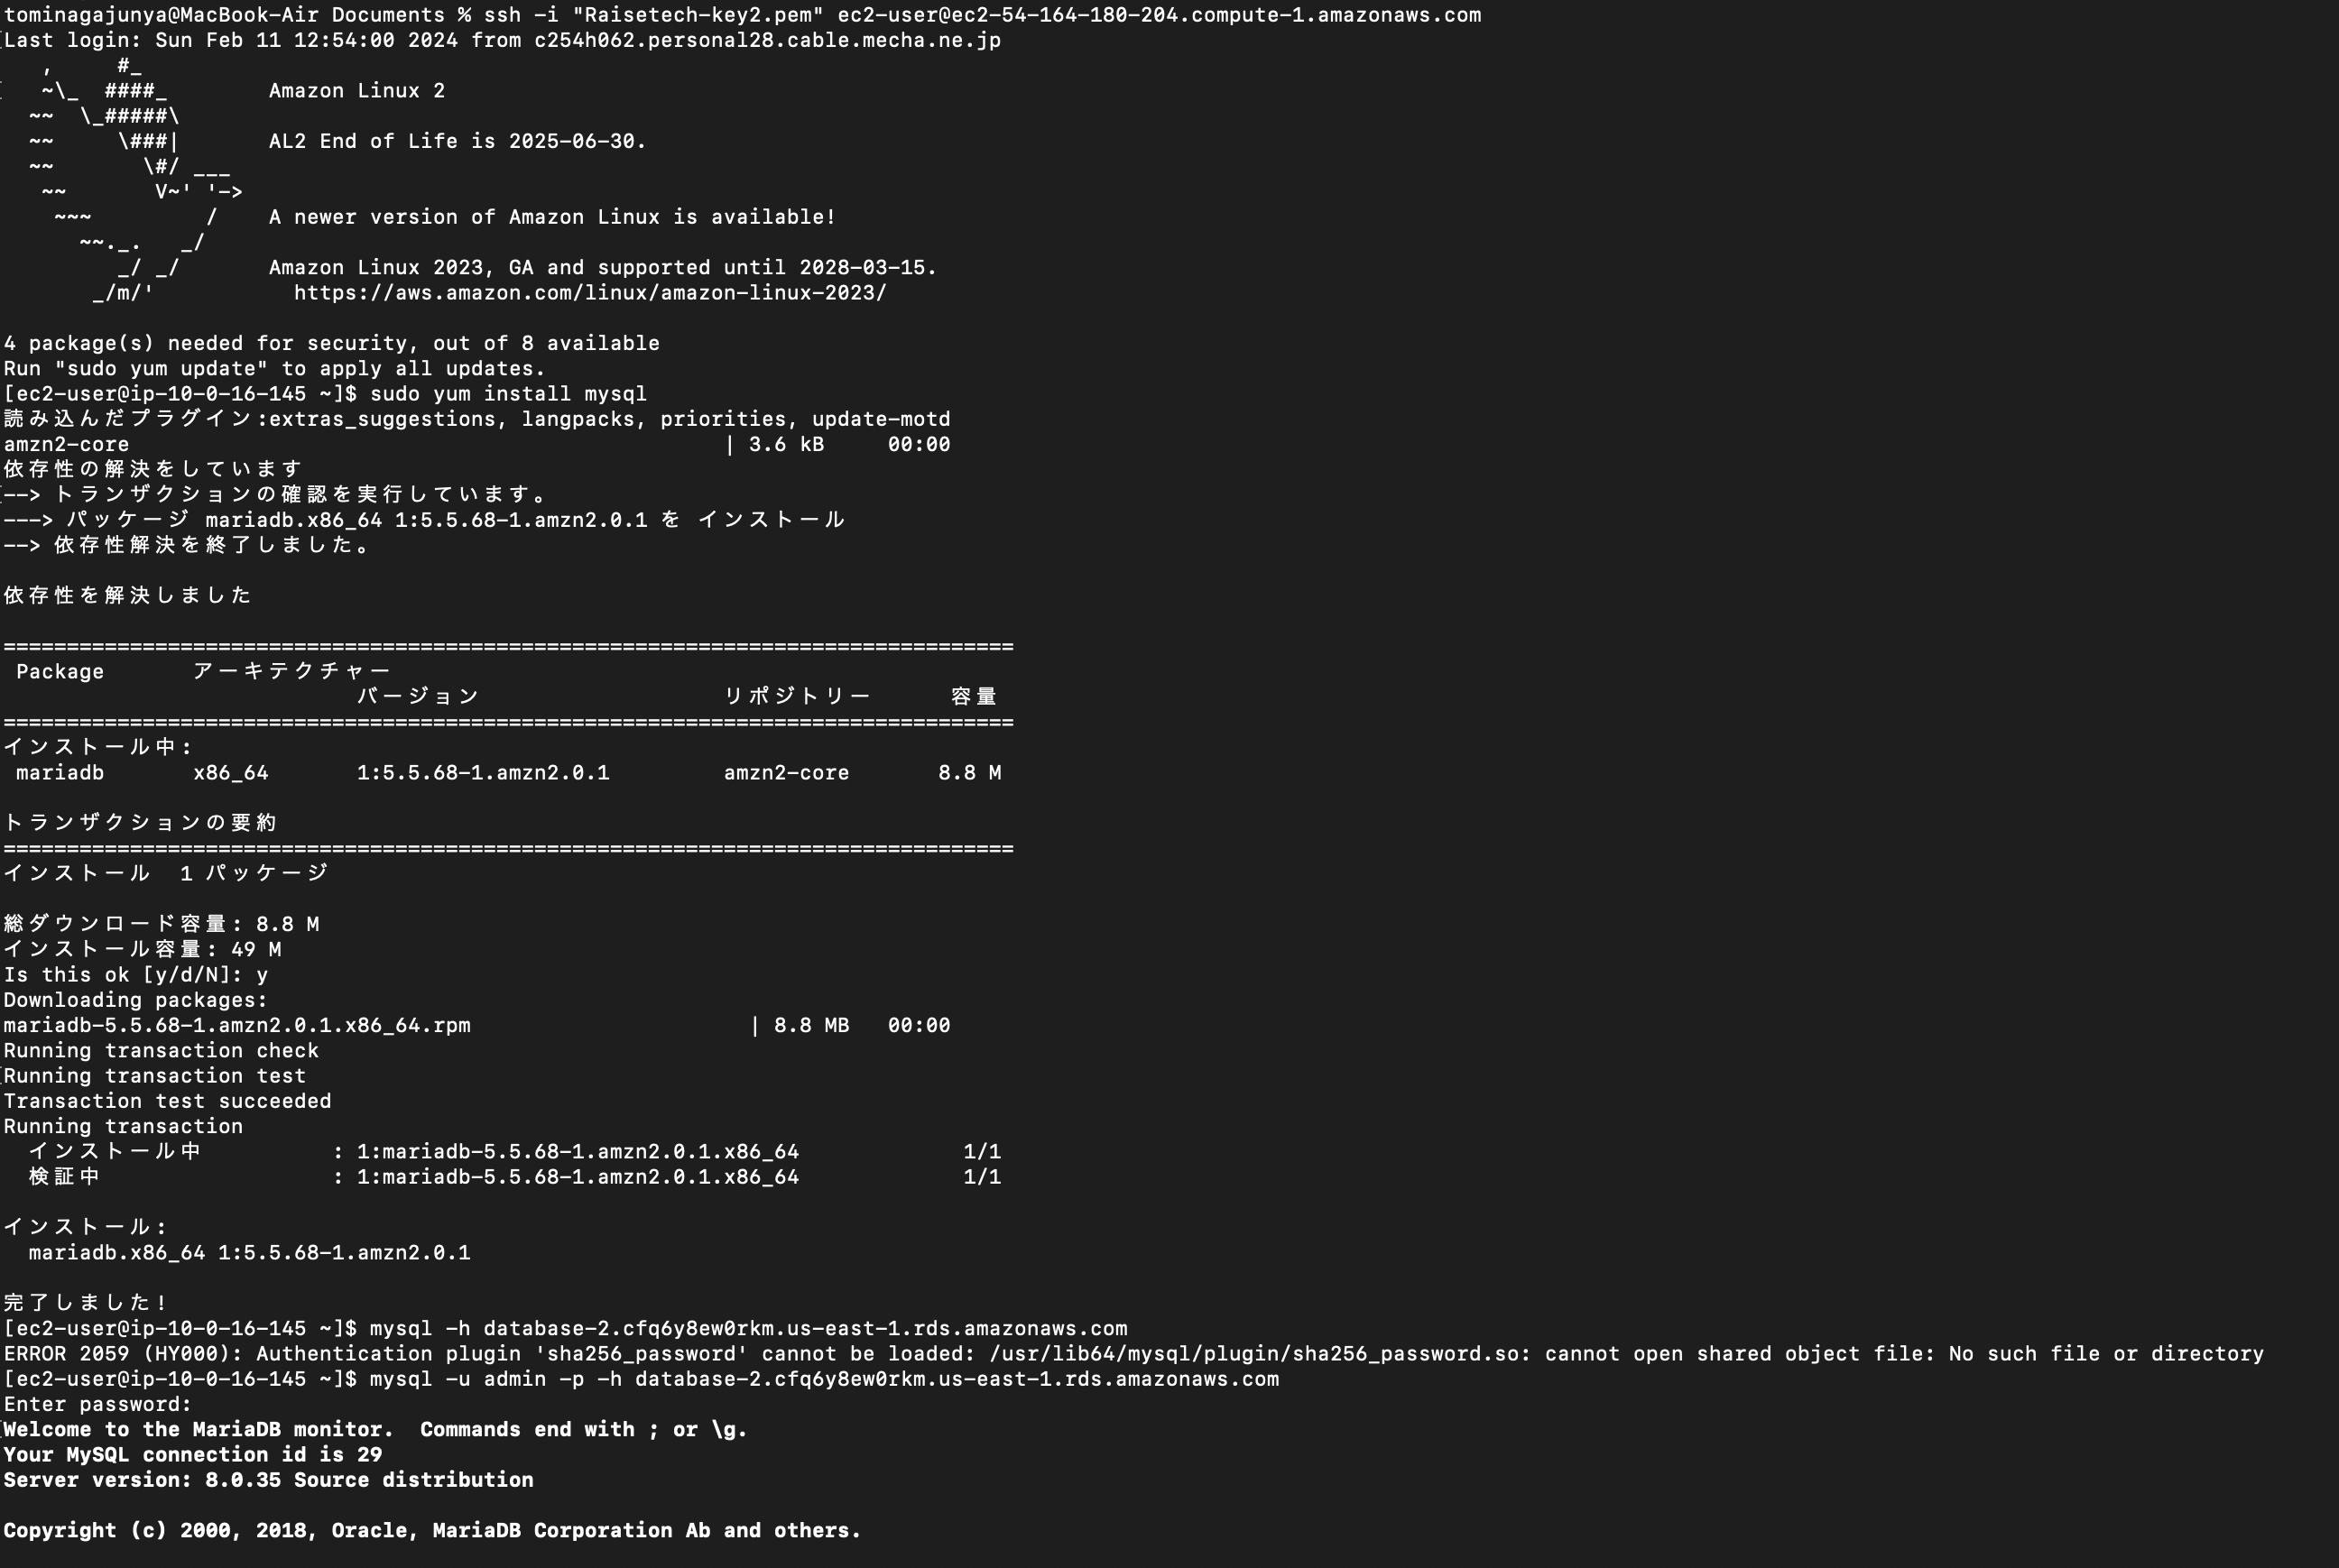 tominagajunya@MacBook-Air Documents % ssh -i "Raisetech-key2.pem" ec2-user@ec2-54-164-180-204.compute-1.amazonaws.com
Last login: Sun Feb 11 12:54:00 2024 from c254h062.personal28.cable.mecha.ne.jp
   ,     #_
   ~\_  ####_        Amazon Linux 2
  ~~  \_#####\
  ~~     \###|       AL2 End of Life is 2025-06-30.
  ~~       \#/ ___
   ~~       V~' '->
    ~~~         /    A newer version of Amazon Linux is available!
      ~~._.   _/
         _/ _/       Amazon Linux 2023, GA and supported until 2028-03-15.
       _/m/'           https://aws.amazon.com/linux/amazon-linux-2023/
4 package(s) needed for security, out of 8 available
Run "sudo yum update" to apply all updates.
[ec2-user@ip-10-0-16-145 ~]$ sudo yum install mysql
読み込んだプラグイン:extras_suggestions, langpacks, priorities, update-motd
amzn2-core                                               | 3.6 kB     00:00
依存性の解決をしています
--> トランザクションの確認を実行しています。
---> パッケージ mariadb.x86_64 1:5.5.68-1.amzn2.0.1 を インストール
--> 依存性解決を終了しました。
依存性を解決しました
================================================================================
 Package       アーキテクチャー
                            バージョン                   リポジトリー      容量
================================================================================
インストール中:
 mariadb       x86_64       1:5.5.68-1.amzn2.0.1         amzn2-core       8.8 M
トランザクションの要約
================================================================================
インストール  1 パッケージ
総ダウンロード容量: 8.8 M
インストール容量: 49 M
Is this ok [y/d/N]: y
Downloading packages:
mariadb-5.5.68-1.amzn2.0.1.x86_64.rpm                      | 8.8 MB   00:00
Running transaction check
Running transaction test
Transaction test succeeded
Running transaction
  インストール中          : 1:mariadb-5.5.68-1.amzn2.0.1.x86_64             1/1
  検証中                  : 1:mariadb-5.5.68-1.amzn2.0.1.x86_64             1/1
インストール:
  mariadb.x86_64 1:5.5.68-1.amzn2.0.1
完了しました!
[ec2-user@ip-10-0-16-145 ~]$ mysql -h database-2.cfq6y8ew0rkm.us-east-1.rds.amazonaws.com
ERROR 2059 (HY000): Authentication plugin 'sha256_password' cannot be loaded: /usr/lib64/mysql/plugin/sha256_password.so: cannot open shared object file: No such file or directory
[ec2-user@ip-10-0-16-145 ~]$ mysql -u admin -p -h database-2.cfq6y8ew0rkm.us-east-1.rds.amazonaws.com
Enter password:
Welcome to the MariaDB monitor.  Commands end with ; or \g.
Your MySQL connection id is 29
Server version: 8.0.35 Source distribution
Copyright (c) 2000, 2018, Oracle, MariaDB Corporation Ab and others.